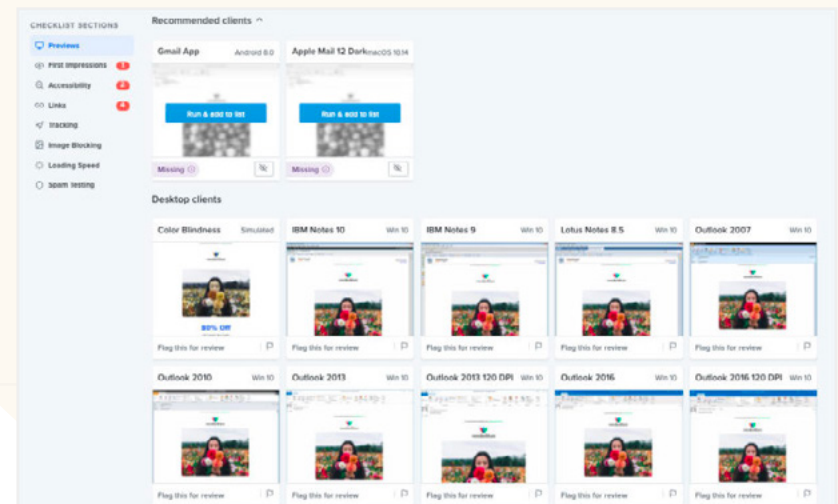 CHECKLIST SECTIONS
Previews
First Impressions
Accessibility
Links
Tracking
Image Blocking
Loading Speed
Spam Testing
Recommended clients
Gmail App Android 8.0
Run & add to list
Missing
Apple Mail 12 Dark macOS 10.14
Run & add to list
Missing
Desktop clients
Color Blindness Simulated
80% Off
Flag this for review
IBM Notes 10 Win 10
Flag this for review
IBM Notes 9 Win 10
Flag this for review
Lotus Notes 8.5 Win 10
Flag this for review
Outlook 2007 Win 10
Flag this for review
Outlook 2010 Win 10
Flag this for review
Outlook 2013 Win 10
Flag this for review
Outlook 2013 120 DPI Win 10
Flag this for review
Outlook 2016 Win 10
Flag this for review
Outlook 2016 120 DPI Win 10
Flag this for review